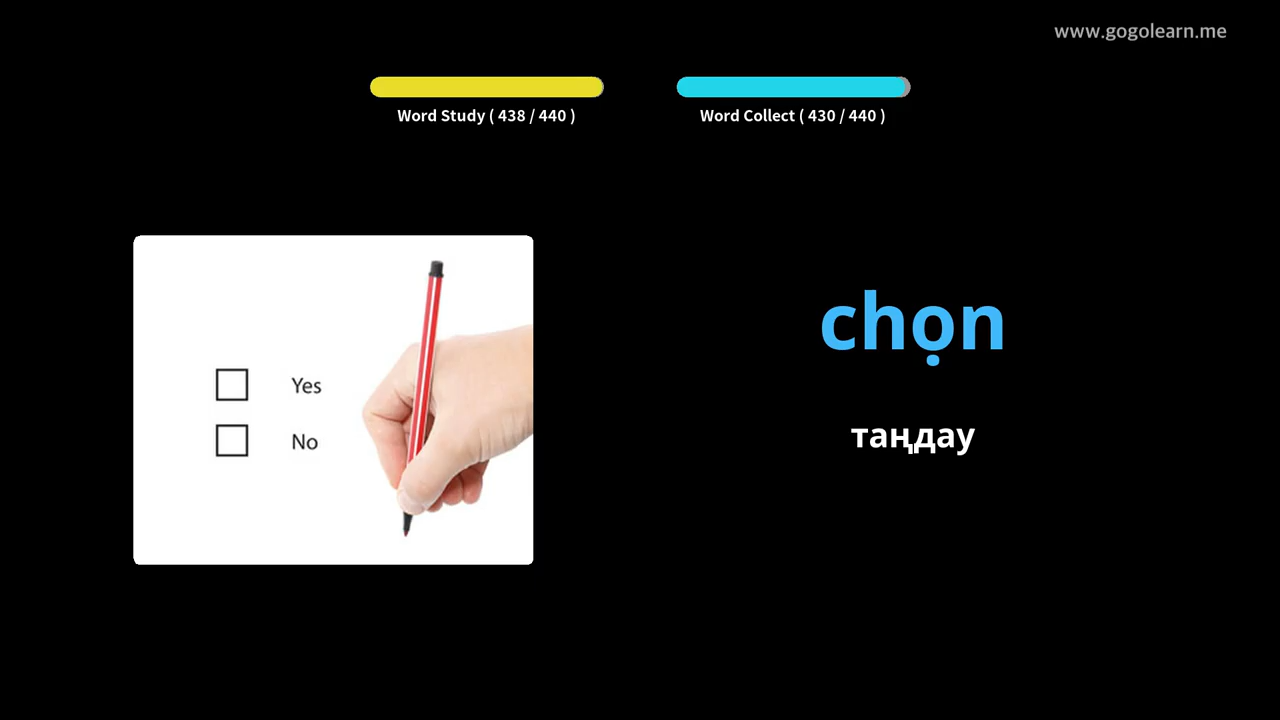 www.gogolearn.me
Word Study ( 438 / 440 )
Word Collect ( 430 / 440 )
Yes
No
chọn
таңдау